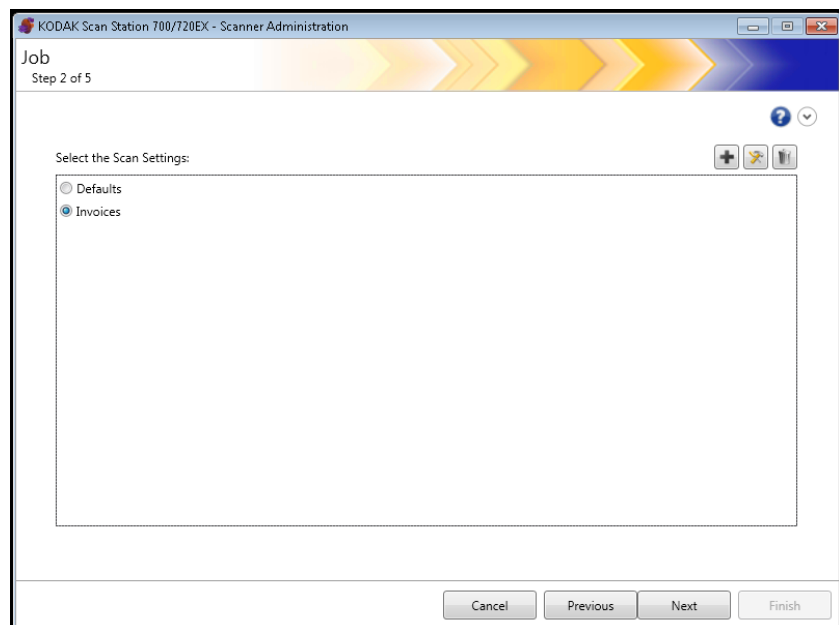 KODAK Scan Station 700/720EX - Scanner Administration
Job
Step 2 of 5
?
Select the Scan Settings:
Defaults
Invoices
Cancel
Previous
Next
Finish